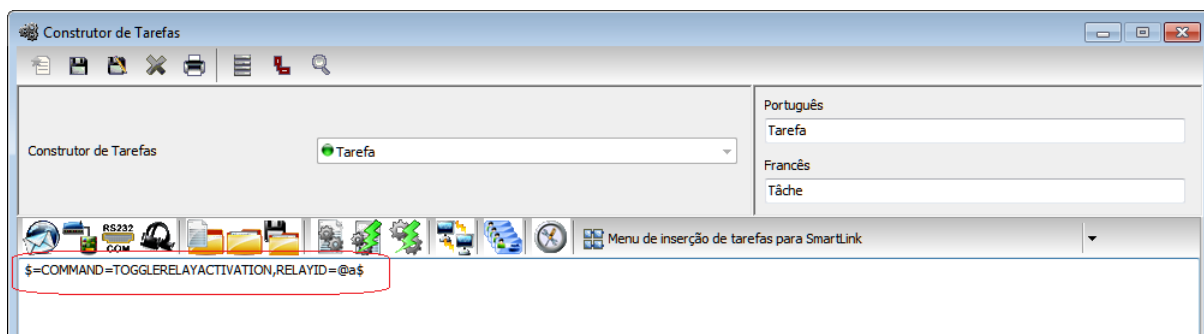 Construtor de Tarefas
Português
Tarefa
Construtor de Tarefas
Tarefa
Francês
Tâche
RS232
COM
Menu de inserção de tarefas para SmartLink
$=COMMAND=TOGGLERELAYACTIVATION,RELAYID=@a$